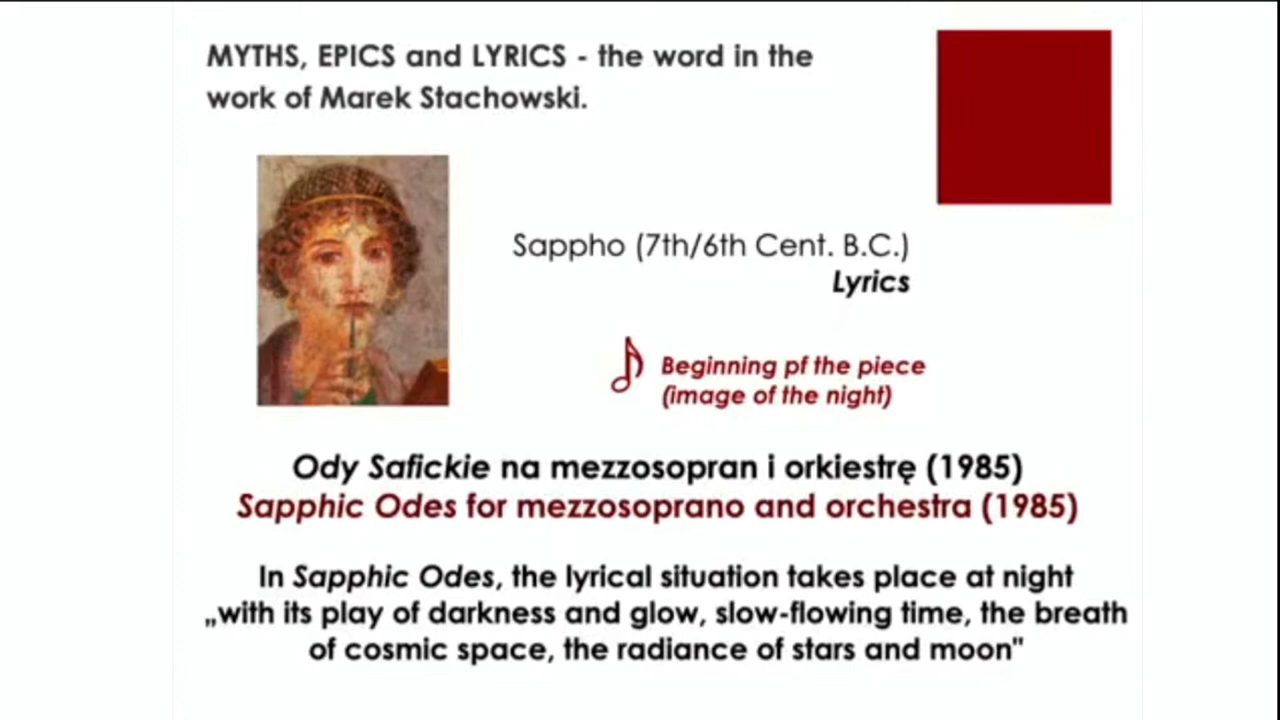 MYTHS, EPICS and LYRICS - the word in the
work of Marek Stachowski.
Sappho (7th/6th Cent. B.C.)
Lyrics
Beginning pf the piece
(image of the night)
Ody Safickie na mezzosopran i orkiestrę (1985)
Sapphic Odes for mezzosoprano and orchestra (1985)
In Sapphic Odes, the lyrical situation takes place at night
„with its play of darkness and glow, slow-flowing time, the breath
of cosmic space, the radiance of stars and moon"